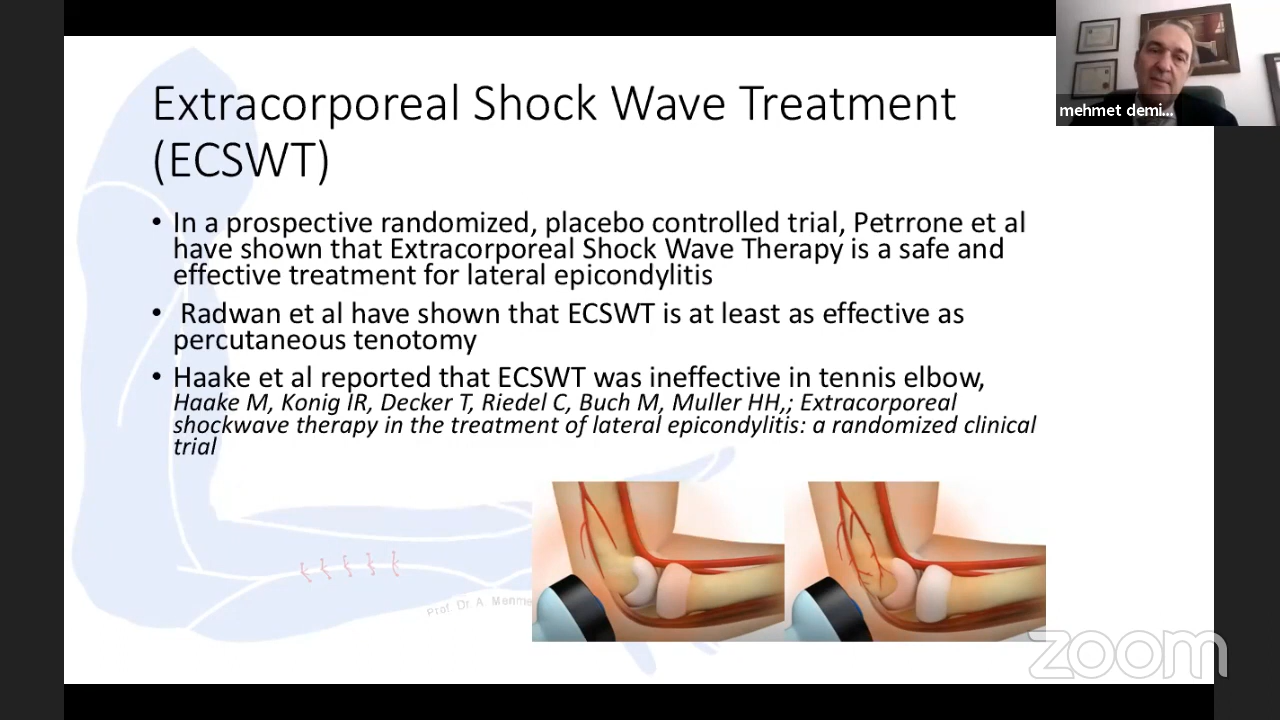 Extracorporeal Shock Wave Treatment
(ECSWT)
• In a prospective randomized, placebo controlled trial, Petrrone et al
have shown that Extracorporeal Shock Wave Therapy is a safe and
effective treatment for lateral epicondylitis
• Radwan et al have shown that ECSWT is at least as effective as
percutaneous tenotomy
• Haake et al reported that ECSWT was ineffective in tennis elbow,
Haake M, Konig IR, Decker T, Riedel C, Buch M, Muller HH,; Extracorporeal
shockwave therapy in the treatment of lateral epicondylitis: a randomized clinical
trial
mehmet demi...
Prof. Dr. A. Mehme
zoom